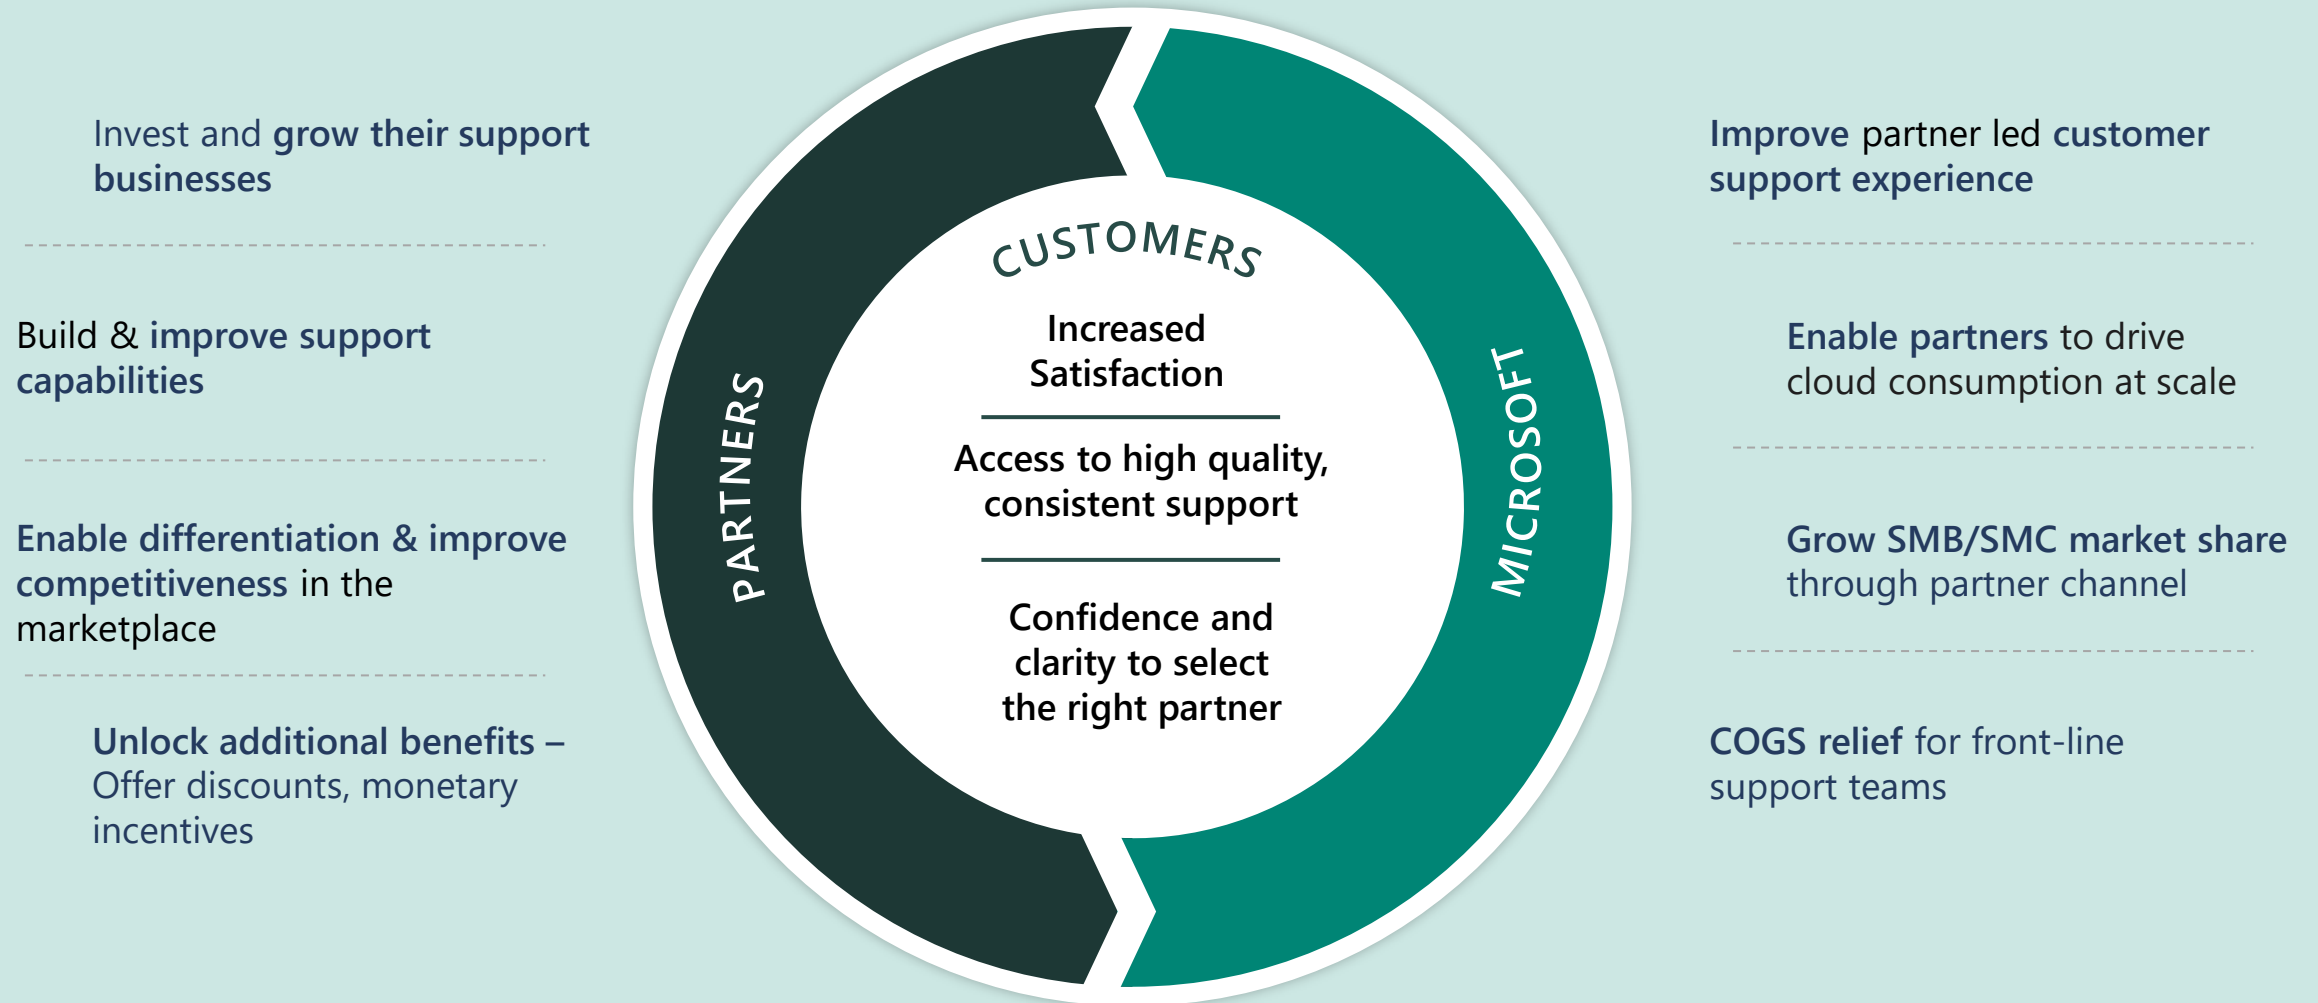 Invest and grow their support
businesses
Build & improve support
capabilities
Enable differentiation & improve
competitiveness in the
marketplace
Unlock additional benefits –
Offer discounts, monetary
incentives
PARTNERS
CUSTOMERS
Increased
Satisfaction
Access to high quality,
consistent support
Confidence and
clarity to select
the right partner
MICROSOFT
Improve partner led customer
support experience
Enable partners to drive
cloud consumption at scale
Grow SMB/SMC market share
through partner channel
COGS relief for front-line
support teams